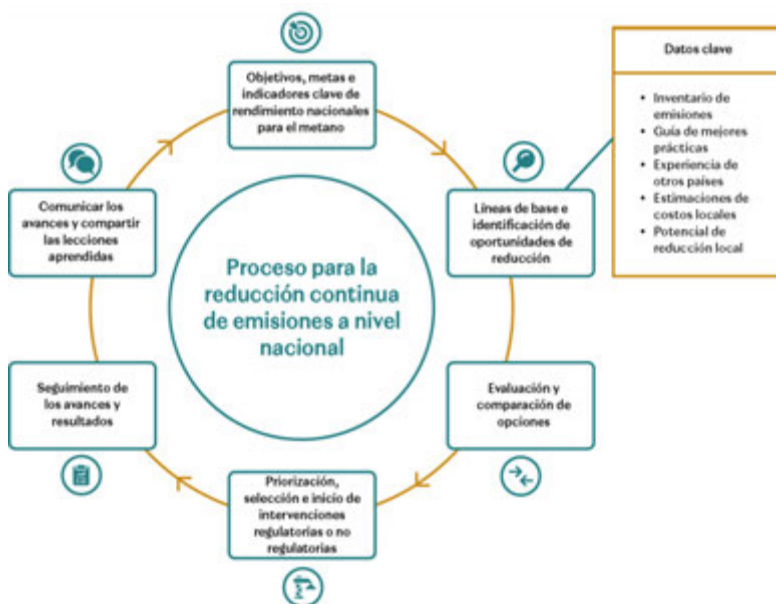 Objetivos, metas e
indicadores clave de
rendimiento nacionales
para el metano
Datos clave
• Inventario de
emisiones
• Guía de mejores
prácticas
• Experiencia de
otros países
• Estimaciones de
costos locales
• Potencial de
reducción local
Líneas de base e
identificación de
oportunidades de
reducción
Evaluación y
comparación de
opciones
Priorización,
selección e inicio de
intervenciones
regulatorias o no
regulatorias
Seguimiento de
los avances y
resultados
Comunicar los
avances y compartir
las lecciones
aprendidas
Proceso para la
reducción continua
de emisiones a nivel
nacional